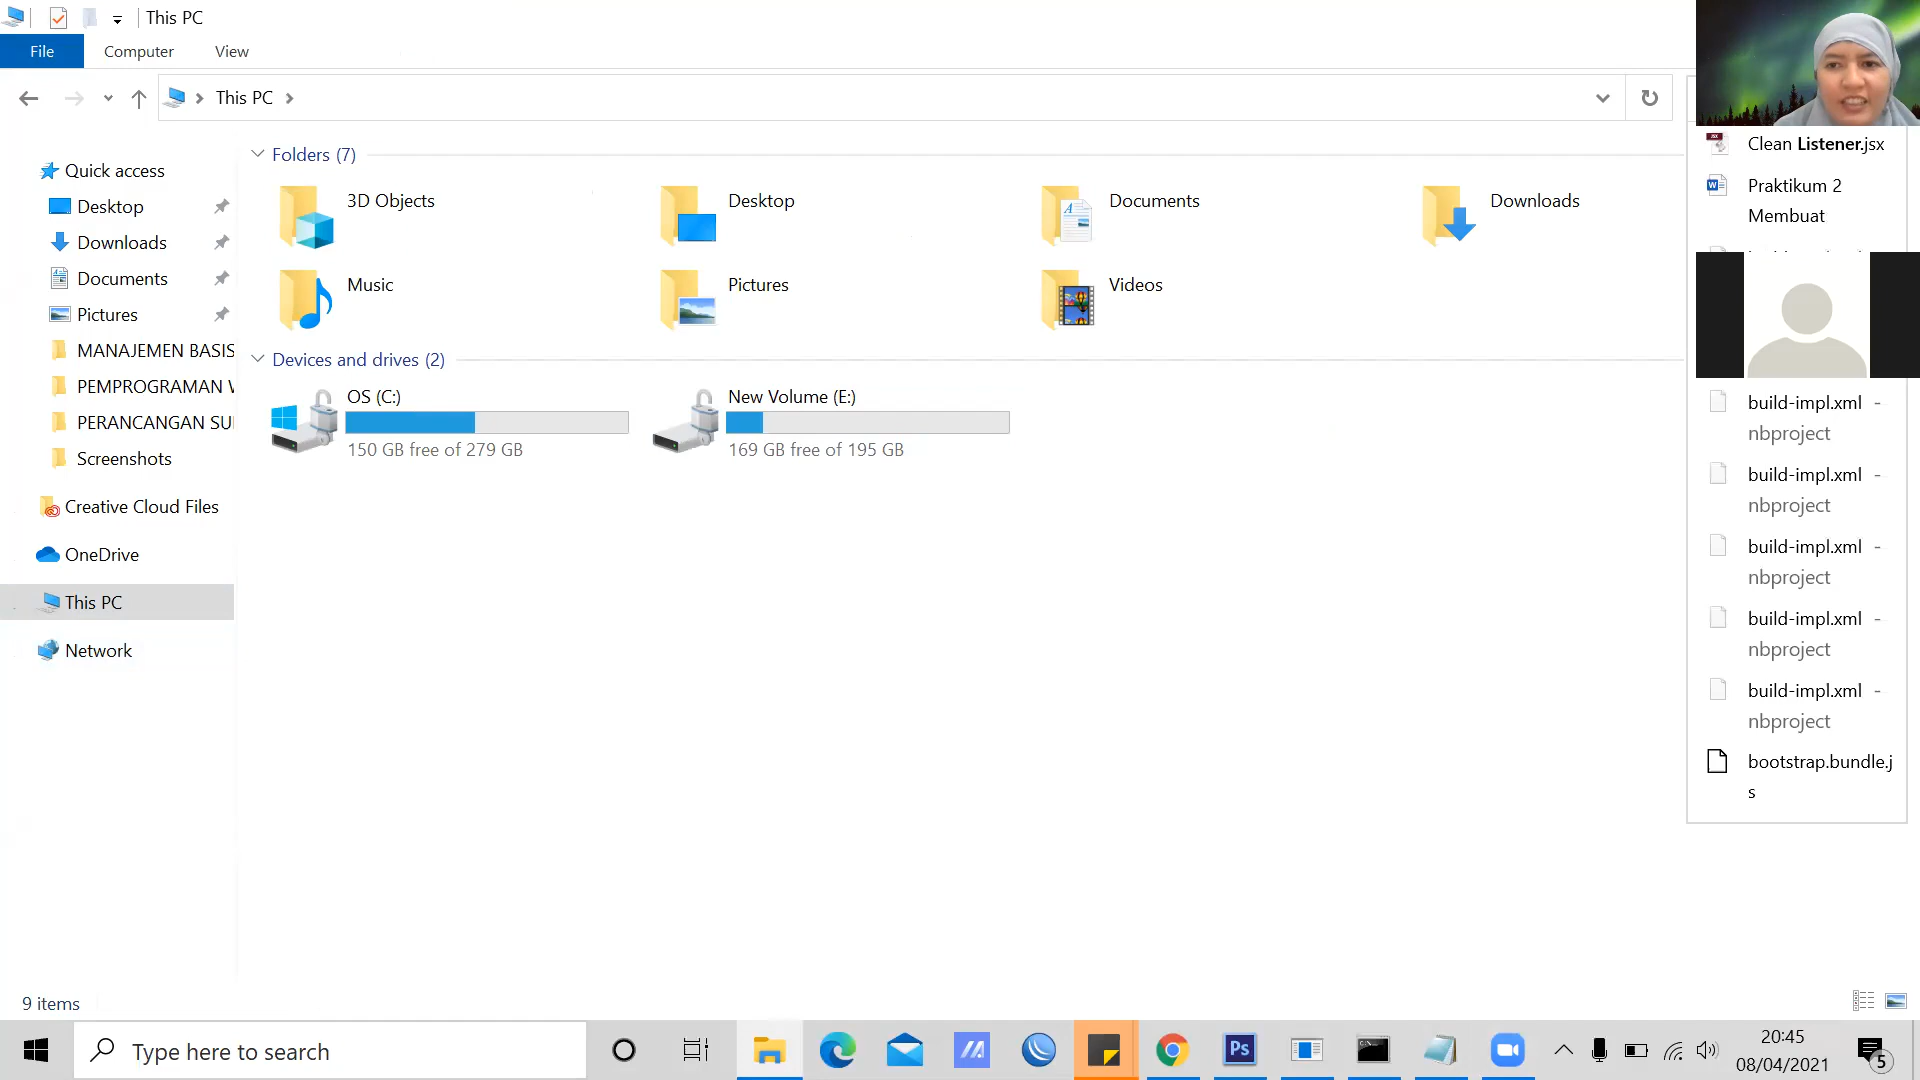 This PC
File
Computer
View
This PC
Quick access
Desktop
Downloads
Documents
Pictures
MANAJEMEN BASIS
PEMPROGRAMAN W
PERANCANGAN SUI
Screenshots
Creative Cloud Files
OneDrive
This PC
Network
Folders (7)
3D Objects
Desktop
Documents
Downloads
Music
Pictures
Videos
Devices and drives (2)
OS (C:)
150 GB free of 279 GB
New Volume (E:)
169 GB free of 195 GB
Clean Listener.jsx
Praktikum 2
Membuat
build-impl.xml -
nbproject
build-impl.xml -
nbproject
build-impl.xml -
nbproject
build-impl.xml -
nbproject
build-impl.xml -
nbproject
bootstrap.bundle.j
s
9 items
Type here to search
Ps
20:45
08/04/2021
5